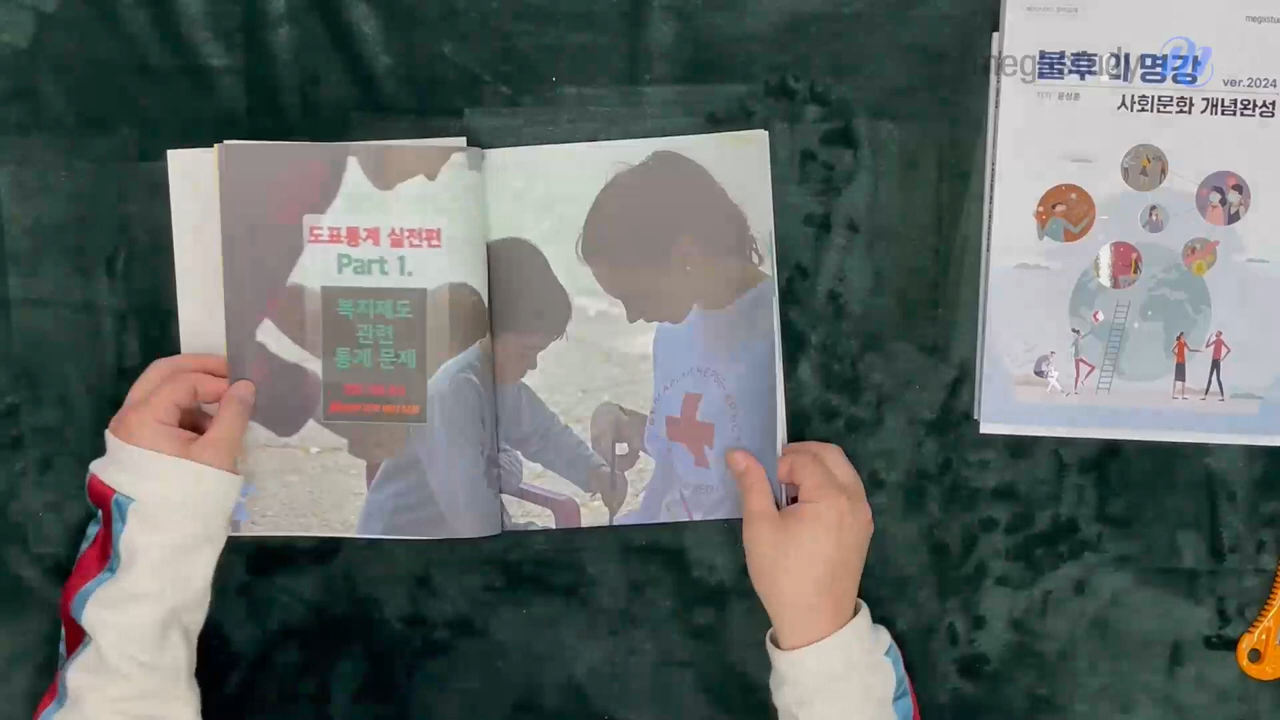 도표통계 실전편
Part 1.
복지제도
관련
통계 문제
megastudy
불후의 명강
ver.2024
사회문화 개념완성